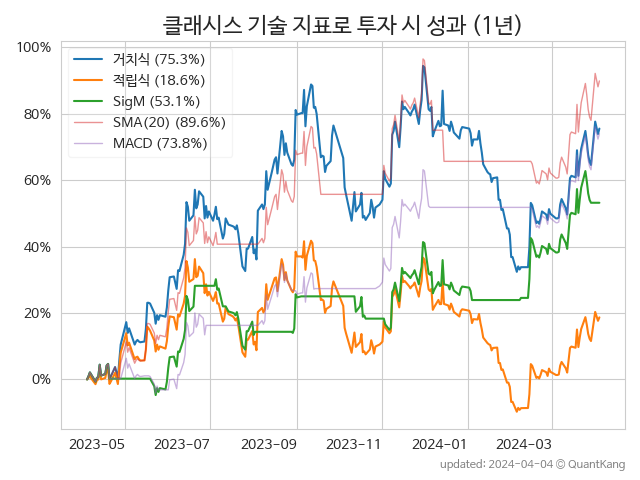 클래시스 기술 지표로 투자 시 성과 (1년)
100%
80%
60%
40%
20%
0%
거치식 (75.3%)
적립식 (18.6%)
SigM (53.1%)
SMA(20) (89.6%)
MACD (73.8%)
2023-05
2023-07
2023-09
2023-11
2024-01
2024-03
updated: 2024-04-04 © QuantKang